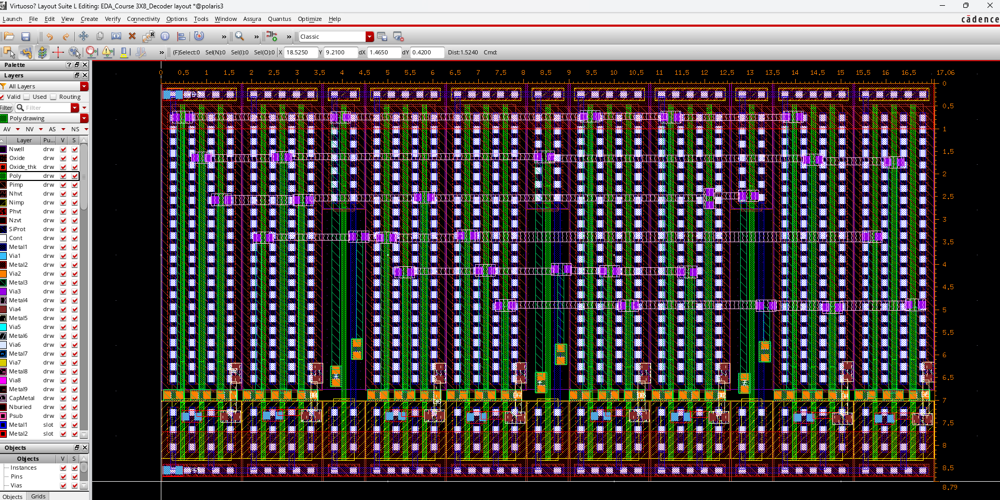 Virtuoso? Layout Suite L Editing: EDA_Course 3X8_Decoder layout *@polaris3
Launch File Edit View Create Verify Connectivity Options Tools Window Assura Quantus Optimize Help
cādence
» » » Classic
» (F)Select:0 Sel(N):0 Sel(I):0 Sel(O):0 X 18.5250 Y 9.2100 dX 1.4650 dY 0.4200 Dist:1.5240 Cmd:
Palette
Layers
All Layers
Valid Used Routing
Filter Filter
Poly drawing
AV NV AS NS
Layer Pu... V S
Nwell drw
Oxide drw
Oxide_thk drw
Poly drw
Pimp drw
Nhvt drw
Nimp drw
Phvt drw
Nzvt drw
SiProt drw
Cont drw
Metal1 drw
Via1 drw
Metal2 drw
Via2 drw
Metal3 drw
Via3 drw
Metal4 drw
Via4 drw
Metal5 drw
Via5 drw
Metal6 drw
Via6 drw
Metal7 drw
Via7 drw
Metal8 drw
Via8 drw
Metal9 drw
CapMetal drw
Nburied drw
Psub drw
Metal1 slot
Metal2 slot
Objects
Objects V S
Instances
Pins
Vias
Objects Grids
0 0.5 1 1.5 2 2.5 3 3.5 4 4.5 5 5.5 6 6.5 7 7.5 8 8.5 9 9.5 10 10.5 11 11.5 12 12.5 13 13.5 14 14.5 15 15.5 16 16.5 17.06
0
0.5
1
1.5
2
2.5
3
3.5
4
4.5
5
5.5
6
6.5
7
7.5
8
8.5
8.79